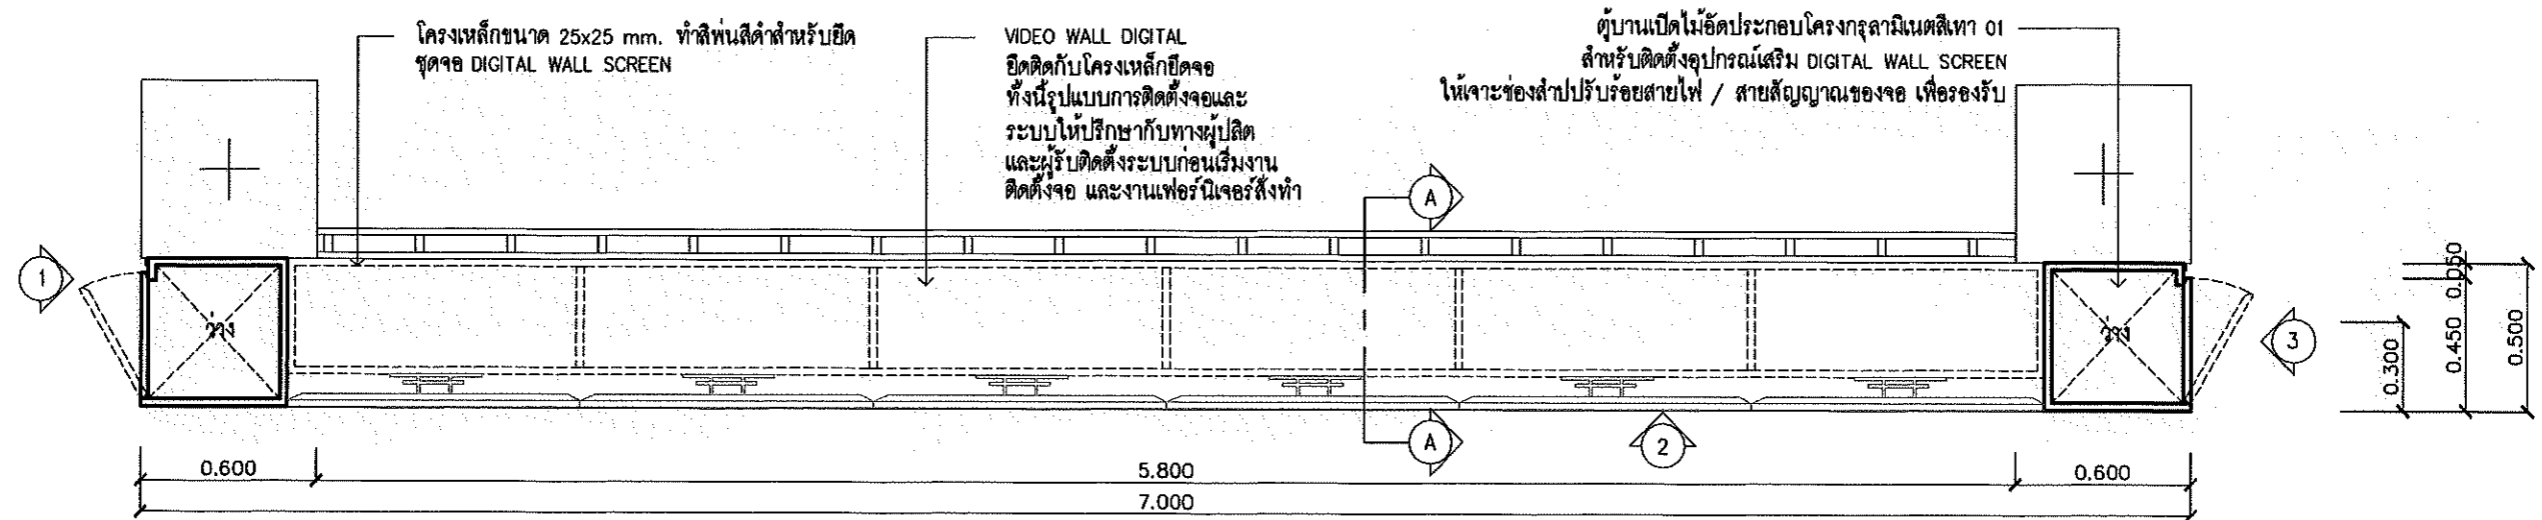 โครงเหล็กขนาด 25x25 mm. ทำสีพ่นสีดำสำหรับยึด
ชุดจอ DIGITAL WALL SCREEN
VIDEO WALL DIGITAL
ยึดติดกับโครงเหล็กยึดจอ
ทั้งนี้รูปแบบการติดตั้งจอและ
ระบบให้ปรึกษากับทางผู้ปลิต
และผู้รับติดตั้งระบบก่อนเริ่มงาน
ติดตั้งจอ และงานเฟอร์นิเจอร์สั่งทำ
ตู้บานเปิดไม้อัดประกอบโครงกรุลามิเนตสีเทา 01
สำหรับติดตั้งอุปกรณ์เสริม DIGITAL WALL SCREEN
ให้เจาะช่องสำปปรับร้อยสายไฟ / สายสัญญาณของจอ เพื่อรองรับ
A
1
ว่าง
ว่าง
3
0.050
0.300
0.450
0.500
A
2
0.600
5.800
0.600
7.000